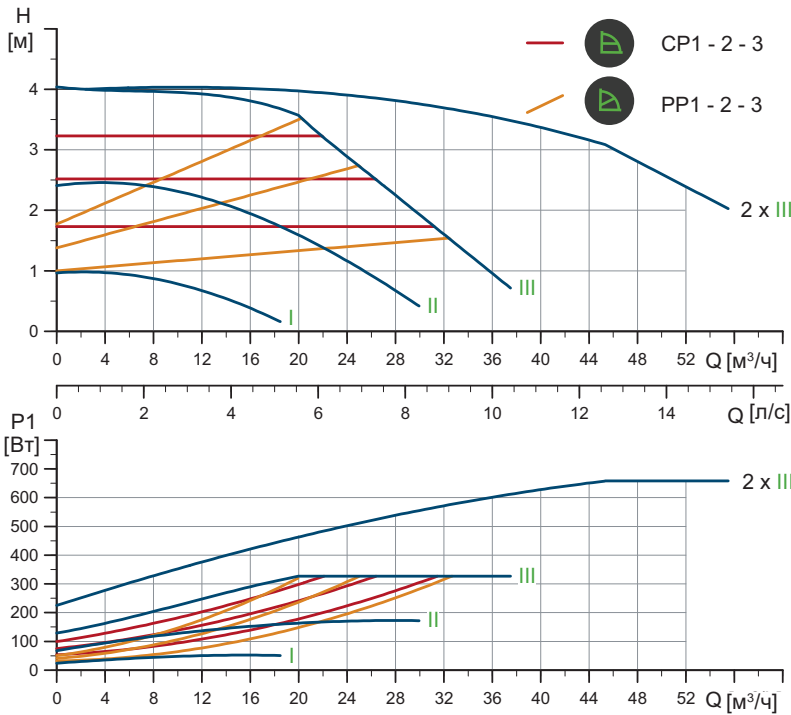 H
[м]
CP1 - 2 - 3
PP1 - 2 - 3
4
3
2
1
0
2 x III
III
II
I
0 4 8 12 16 20 24 28 32 36 40 44 48 52 Q [м³/ч]
0 2 4 6 8 10 12 14 Q [л/с]
P1
[Вт]
700
600
500
400
300
200
100
0
2 x III
III
II
I
0 4 8 12 16 20 24 28 32 36 40 44 48 52 Q [м³/ч]